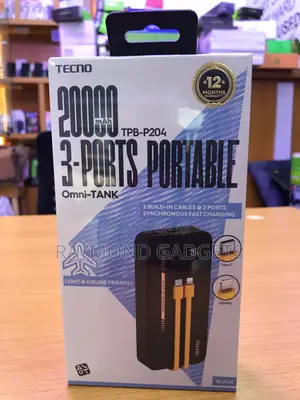 TECNO
12
MONTHS
20000 mAh
TPB-P204
3-PORTS PORTABLE
Omni-TANK
2 BUILD-IN CABLES & 3 PORTS
SYNCHRONOUS FAST CHARGING
RAYMOND GADGETS
LIGHT & AIRLINE FRIENDLY
TECNO
BLACK